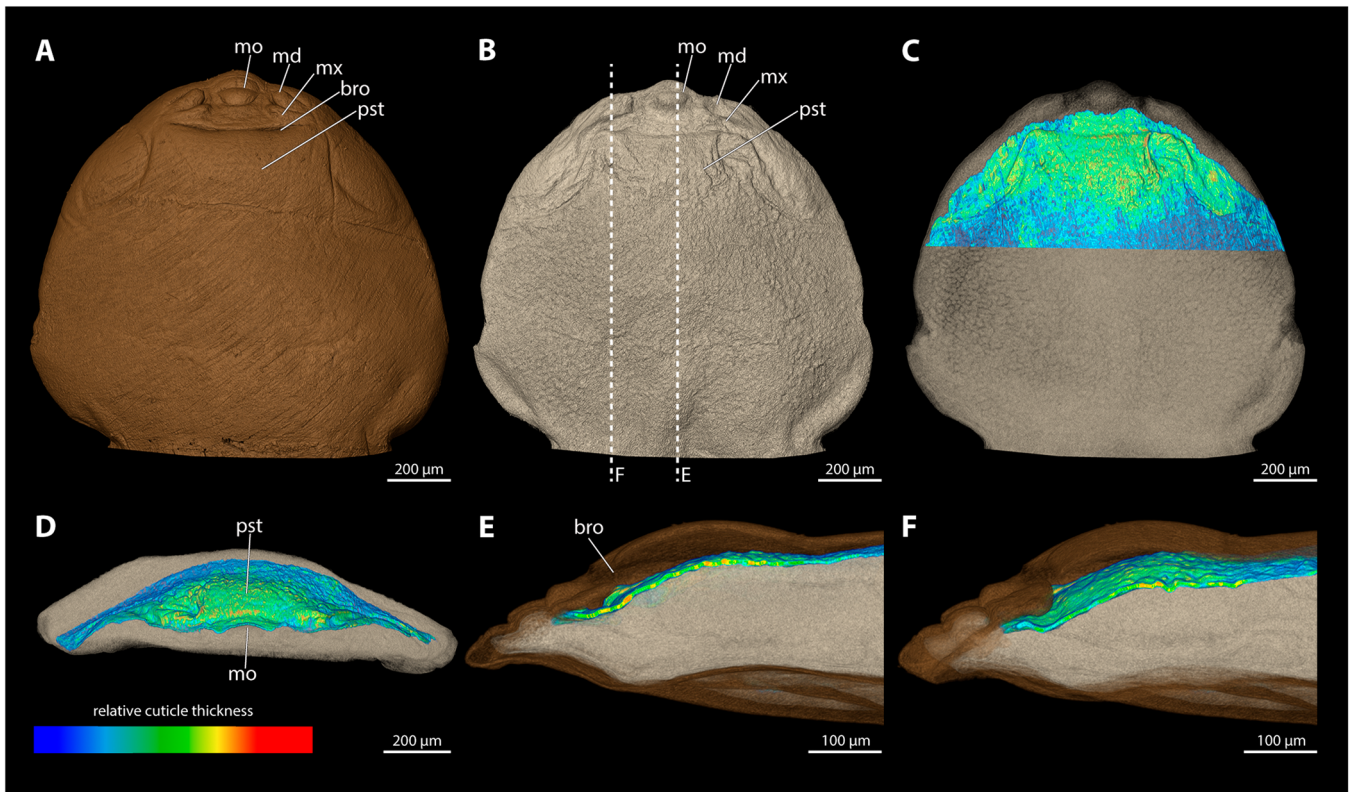 A
mo
md
mx
bro
pst
200 µm
B
mo
md
mx
pst
F
E
200 µm
C
200 µm
D
pst
mo
relative cuticle thickness
200 µm
E
bro
100 µm
F
100 µm